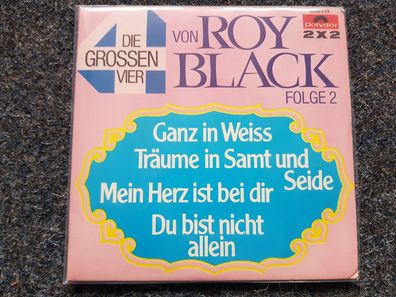 4
DIE
GROSSEN
VIER
VON ROY
BLACK
FOLGE 2
Polydor
2X2
Ganz in Weiss
Träume in Samt und
Seide
Mein Herz ist bei dir
Du bist nicht
allein